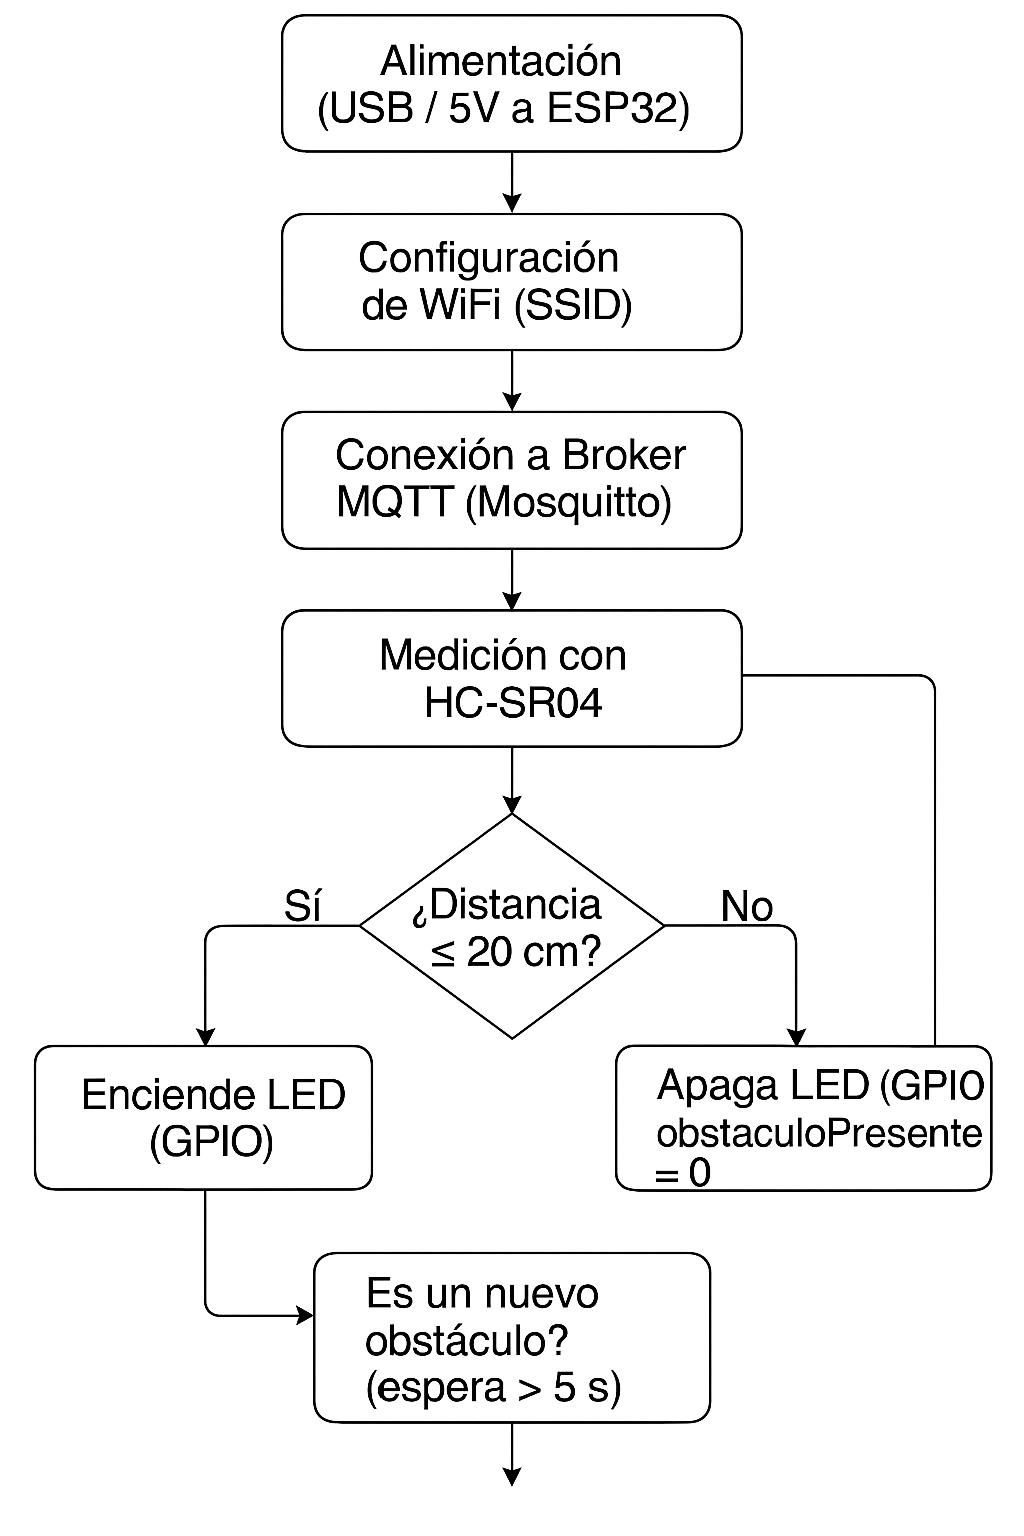 Alimentación
(USB / 5V a ESP32)
Configuración
de WiFi (SSID)
Conexión a Broker
MQTT (Mosquitto)
Medición con
HC-SR04
¿Distancia
≤ 20 cm?
Sí
No
Enciende LED
(GPIO)
Apaga LED (GPIO
obstaculoPresente
= 0
Es un nuevo
obstáculo?
(espera > 5 s)